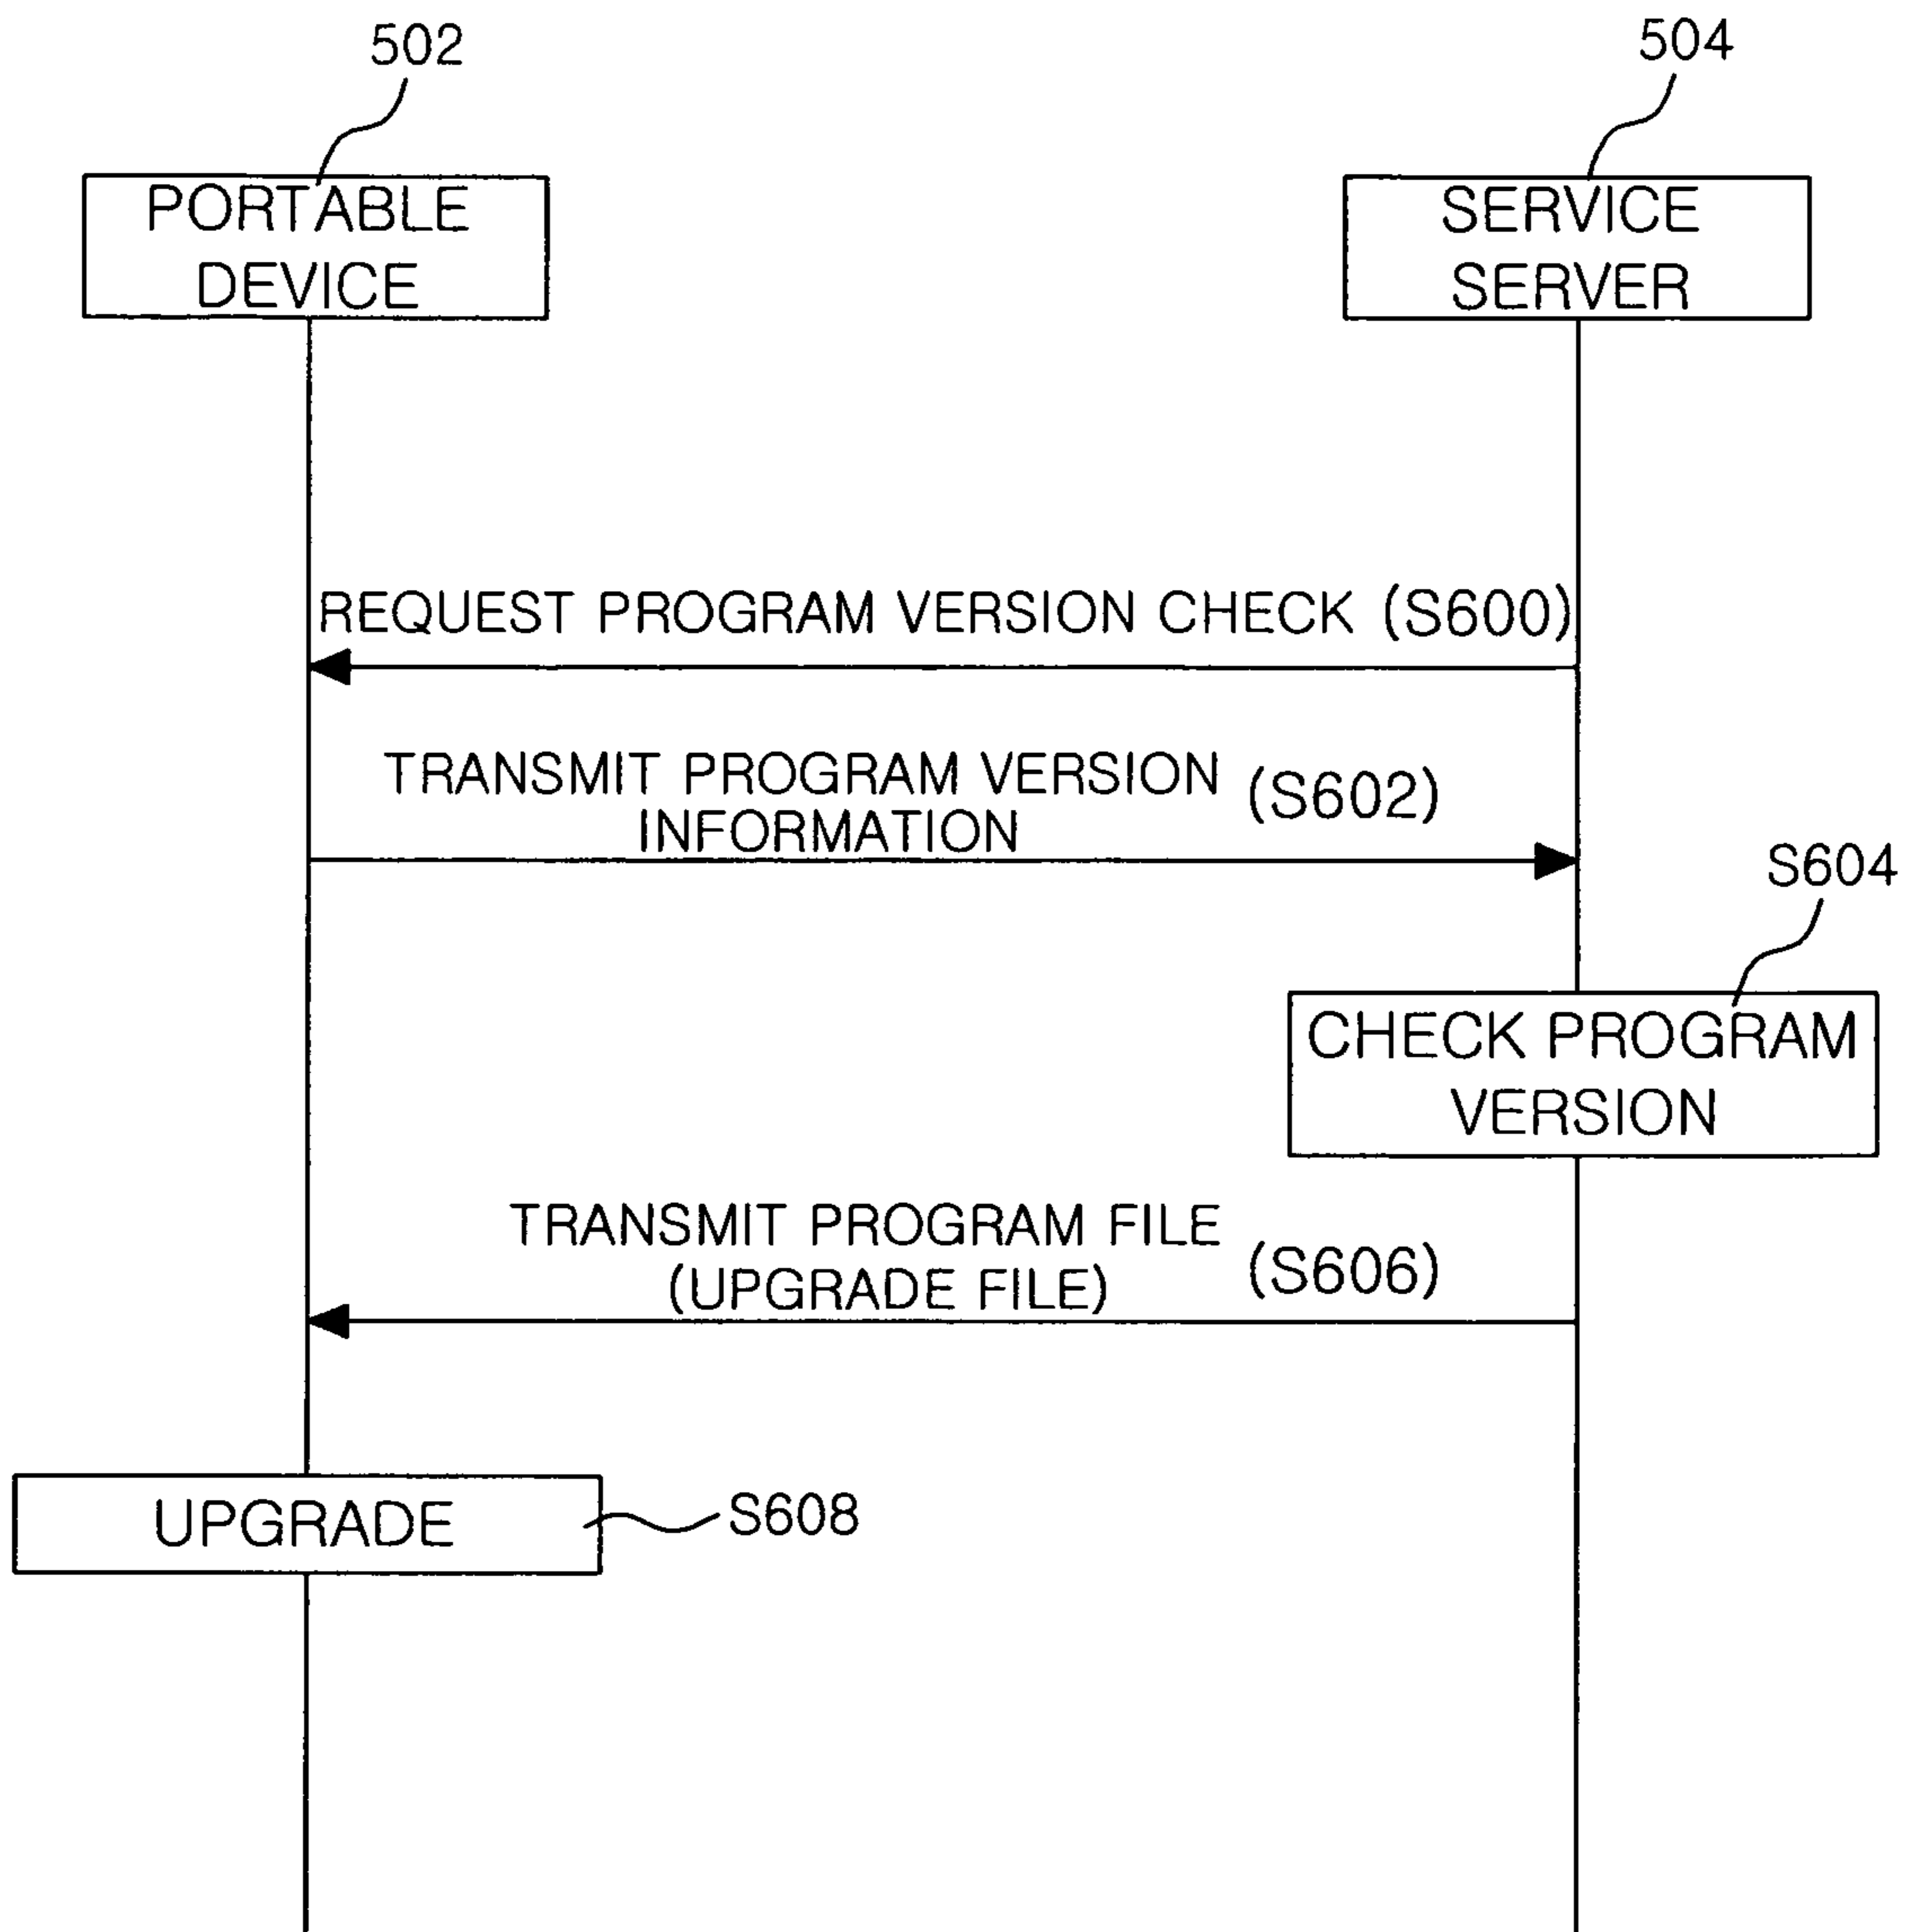 502
504
PORTABLE
DEVICE
SERVICE
SERVER
REQUEST PROGRAM VERSION CHECK (S600)
TRANSMIT PROGRAM VERSION
INFORMATION
(S602)
S604
CHECK PROGRAM
VERSION
TRANSMIT PROGRAM FILE
(UPGRADE FILE)
(S606)
UPGRADE
S608